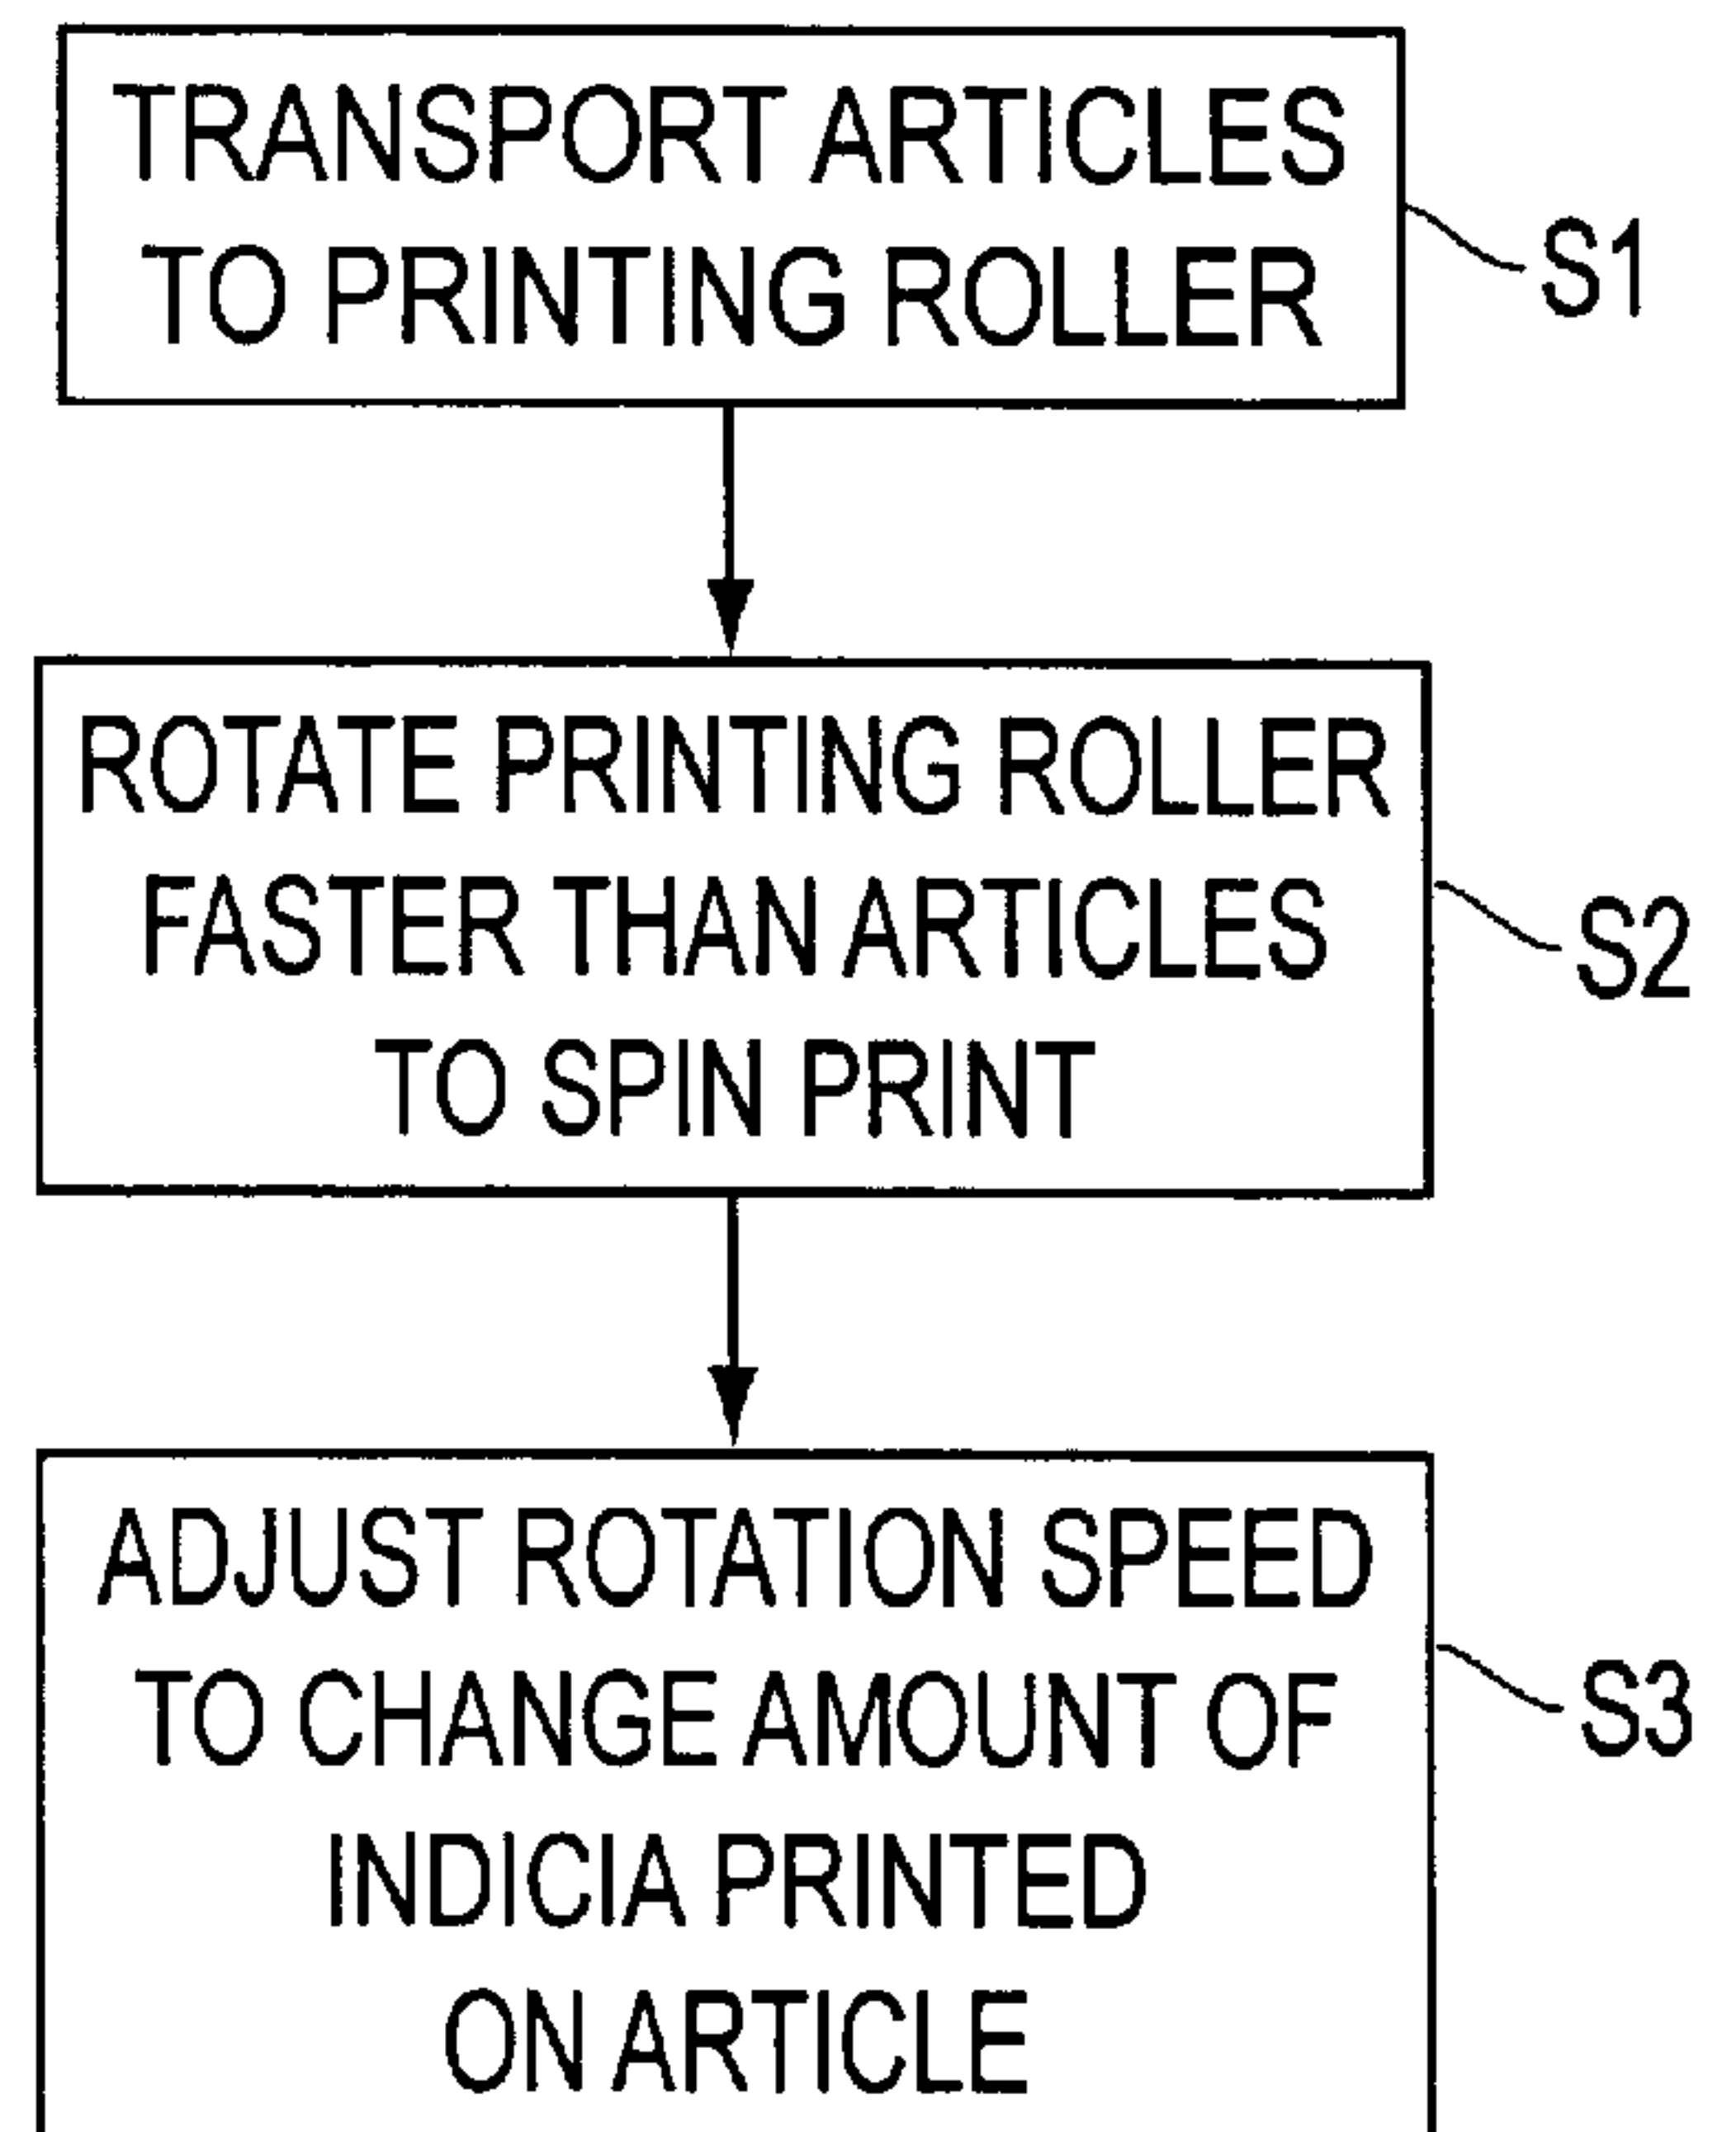 TRANSPORT ARTICLES
TO PRINTING ROLLER
S1
ROTATE PRINTING ROLLER
FASTER THAN ARTICLES
TO SPIN PRINT
S2
ADJUST ROTATION SPEED
TO CHANGE AMOUNT OF
INDICIA PRINTED
ON ARTICLE
S3